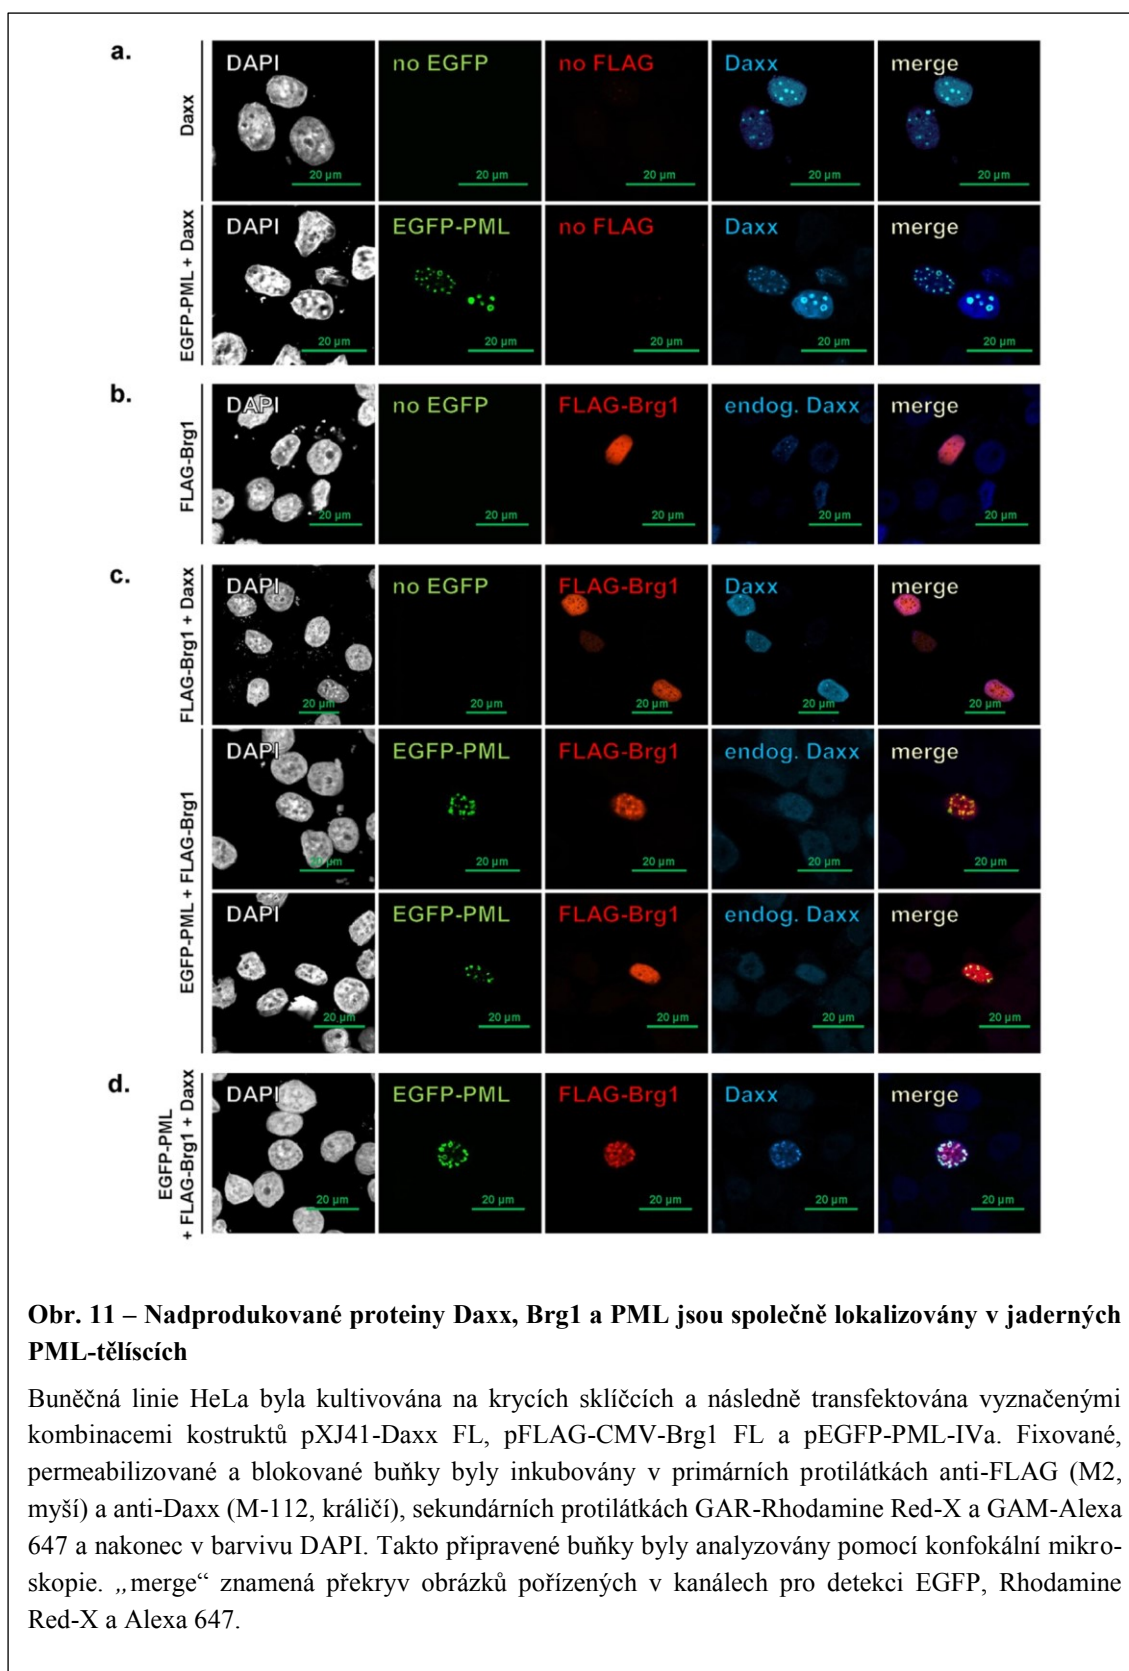 a.
Daxx
DAPI
no EGFP
no FLAG
Daxx
merge
20 µm
20 µm
20 µm
20 µm
20 µm
EGFP-PML + Daxx
DAPI
EGFP-PML
no FLAG
Daxx
merge
20 µm
20 µm
20 µm
20 µm
20 µm
b.
FLAG-Brg1
DAPI
no EGFP
FLAG-Brg1
endog. Daxx
merge
20 µm
20 µm
20 µm
20 µm
20 µm
c.
FLAG-Brg1 + Daxx
DAPI
no EGFP
FLAG-Brg1
Daxx
merge
20 µm
20 µm
20 µm
20 µm
20 µm
EGFP-PML + FLAG-Brg1
DAPI
EGFP-PML
FLAG-Brg1
endog. Daxx
merge
20 µm
20 µm
20 µm
20 µm
20 µm
DAPI
EGFP-PML
FLAG-Brg1
endog. Daxx
merge
20 µm
20 µm
20 µm
20 µm
20 µm
d.
EGFP-PML
+ FLAG-Brg1 + Daxx
DAPI
EGFP-PML
FLAG-Brg1
Daxx
merge
20 µm
20 µm
20 µm
20 µm
20 µm
Obr. 11 – Nadprodukované proteiny Daxx, Brg1 a PML jsou společně lokalizovány v jaderných
PML-tělíscích
Buněčná linie HeLa byla kultivována na krycích sklíčcích a následně transfektována vyznačenými
kombinacemi kostruktů pXJ41-Daxx FL, pFLAG-CMV-Brg1 FL a pEGFP-PML-IVa. Fixované,
permeabilizované a blokované buňky byly inkubovány v primárních protilátkách anti-FLAG (M2,
myší) a anti-Daxx (M-112, králičí), sekundárních protilátkách GAR-Rhodamine Red-X a GAM-Alexa
647 a nakonec v barvivu DAPI. Takto připravené buňky byly analyzovány pomocí konfokální mikro-
skopie. „merge“ znamená překryv obrázků pořízených v kanálech pro detekci EGFP, Rhodamine
Red-X a Alexa 647.